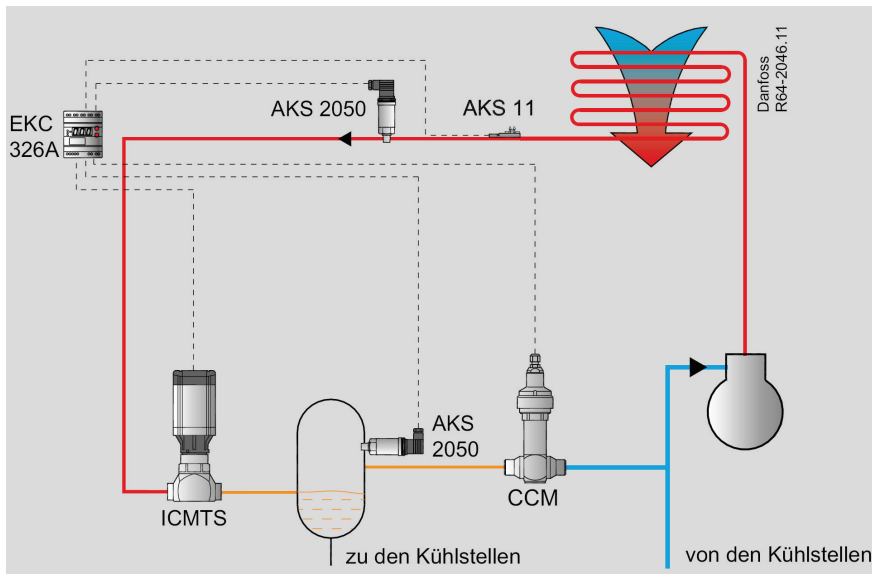 EKC
326A
AKS 2050
AKS 11
Danfoss
R64-2046.11
AKS
2050
ICMTS
CCM
zu den Kühlstellen
von den Kühlstellen